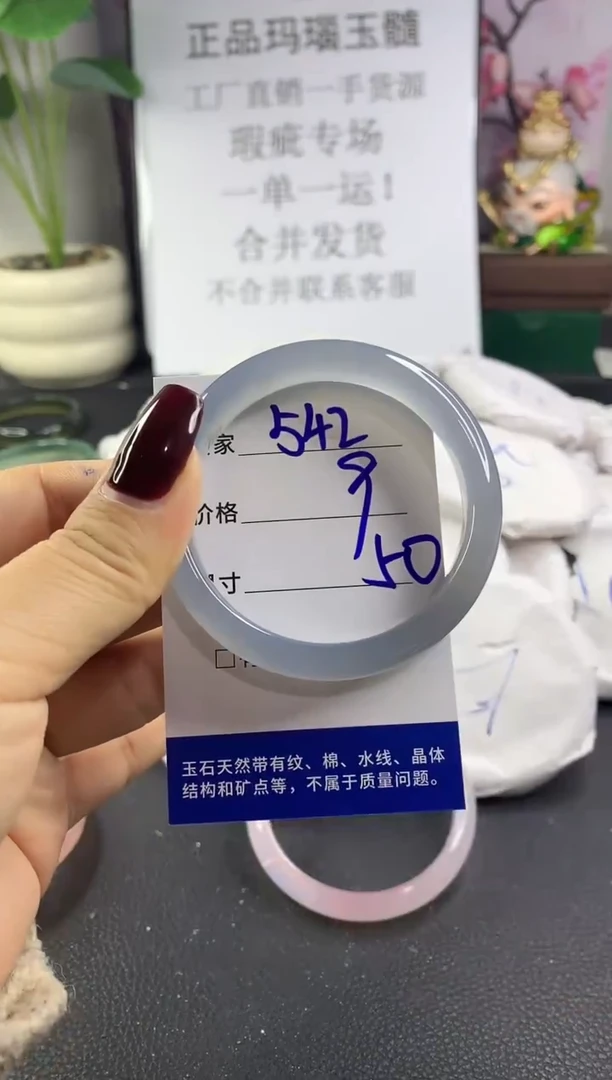 正品玛瑙玉髓
工厂直销一手货源
瑕疵专场
一单一运！
合并发货
不合并联系客服
家 542
价格 9
寸 50
玉石天然带有纹、棉、水线、晶体
结构和矿点等，不属于质量问题。